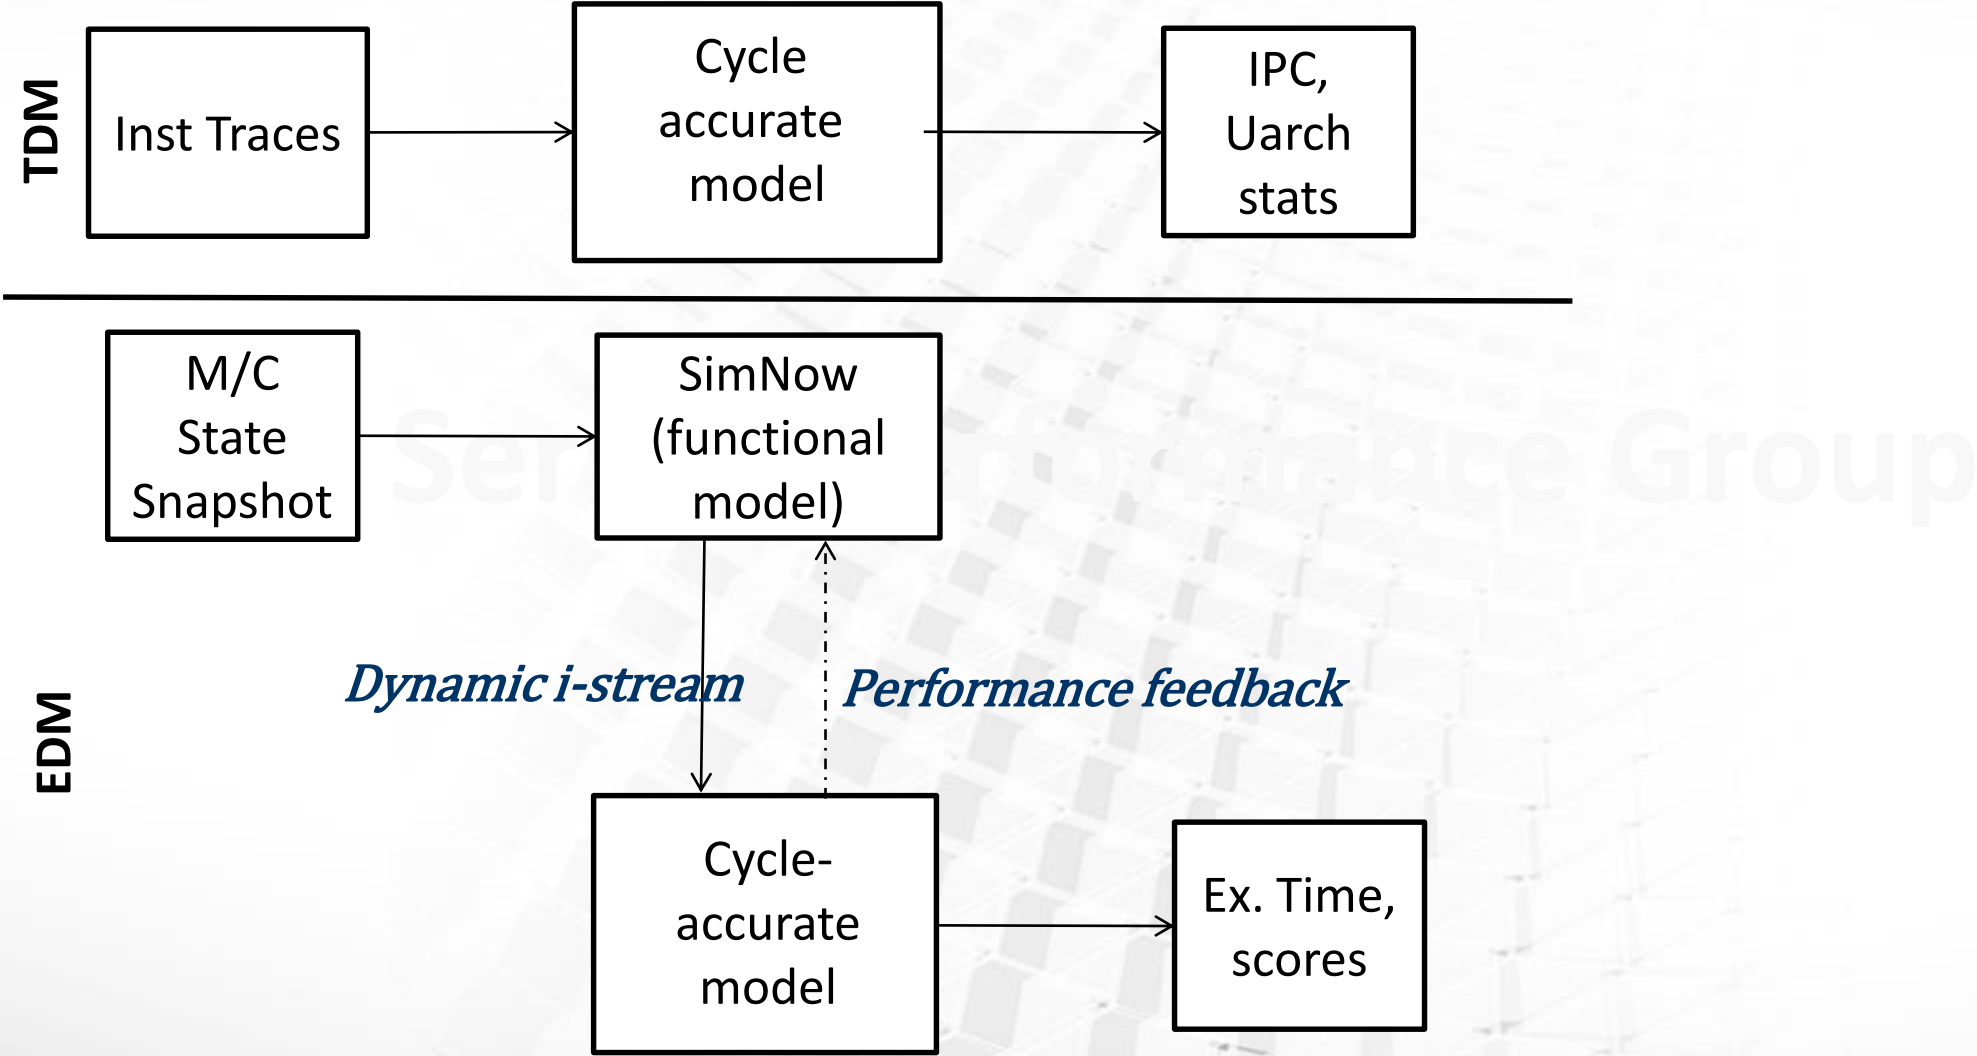 TDM
Inst Traces
Cycle
accurate
model
IPC,
Uarch
stats
EDM
M/C
State
Snapshot
SimNow
(functional
model)
Dynamic i-stream
Performance feedback
Cycle-
accurate
model
Ex. Time,
scores
Group